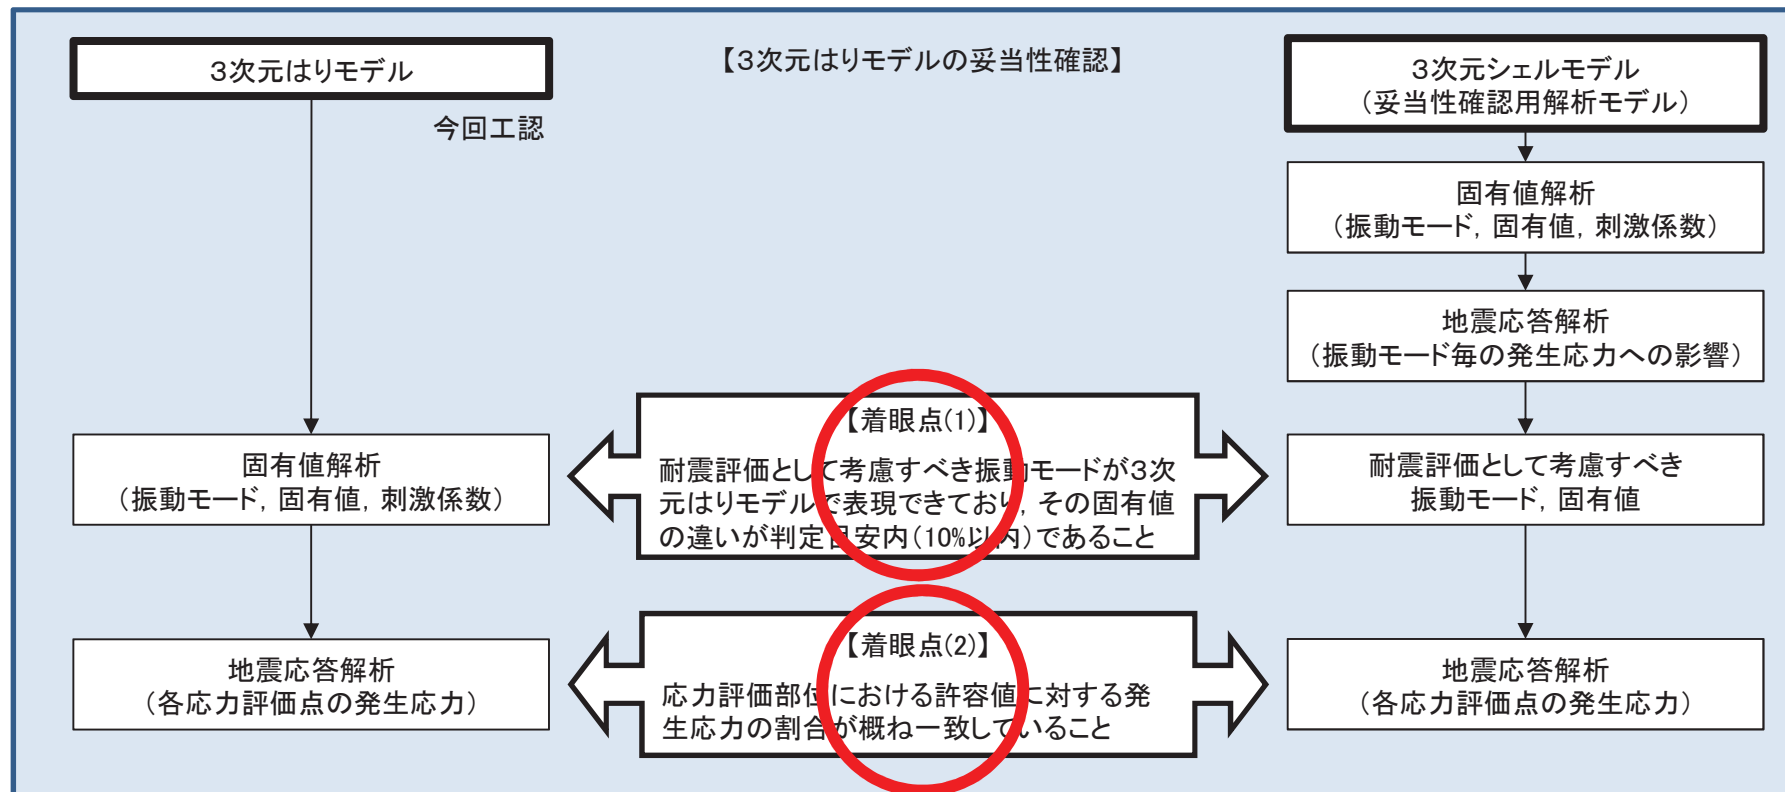 【３次元はりモデルの妥当性確認】
３次元はりモデル
今回工認
固有値解析
（振動モード，固有値，刺激係数）
地震応答解析
（各応力評価点の発生応力）
【着眼点(1)】
耐震評価として考慮すべき振動モードが３次
元はりモデルで表現できており，その固有値
の違いが判定目安内（10%以内）であること
【着眼点(2)】
応力評価部位における許容値に対する発
生応力の割合が概ね一致していること
３次元シェルモデル
（妥当性確認用解析モデル）
固有値解析
（振動モード，固有値，刺激係数）
地震応答解析
（振動モード毎の発生応力への影響）
耐震評価として考慮すべき
振動モード，固有値
地震応答解析
（各応力評価点の発生応力）